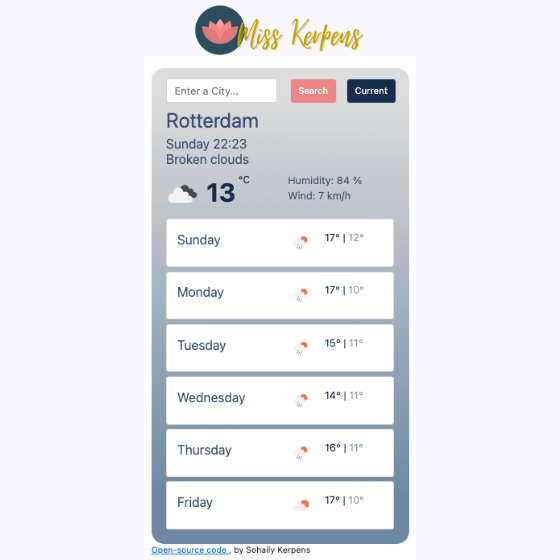 Miss Kerpens
Enter a City... Search Current
Rotterdam
Sunday 22:23
Broken clouds
13 °C
Humidity: 84 %
Wind: 7 km/h
Sunday 17° | 12°
Monday 17° | 10°
Tuesday 15° | 11°
Wednesday 14° | 11°
Thursday 16° | 11°
Friday 17° | 10°
Open-source code , by Sohaily Kerpens